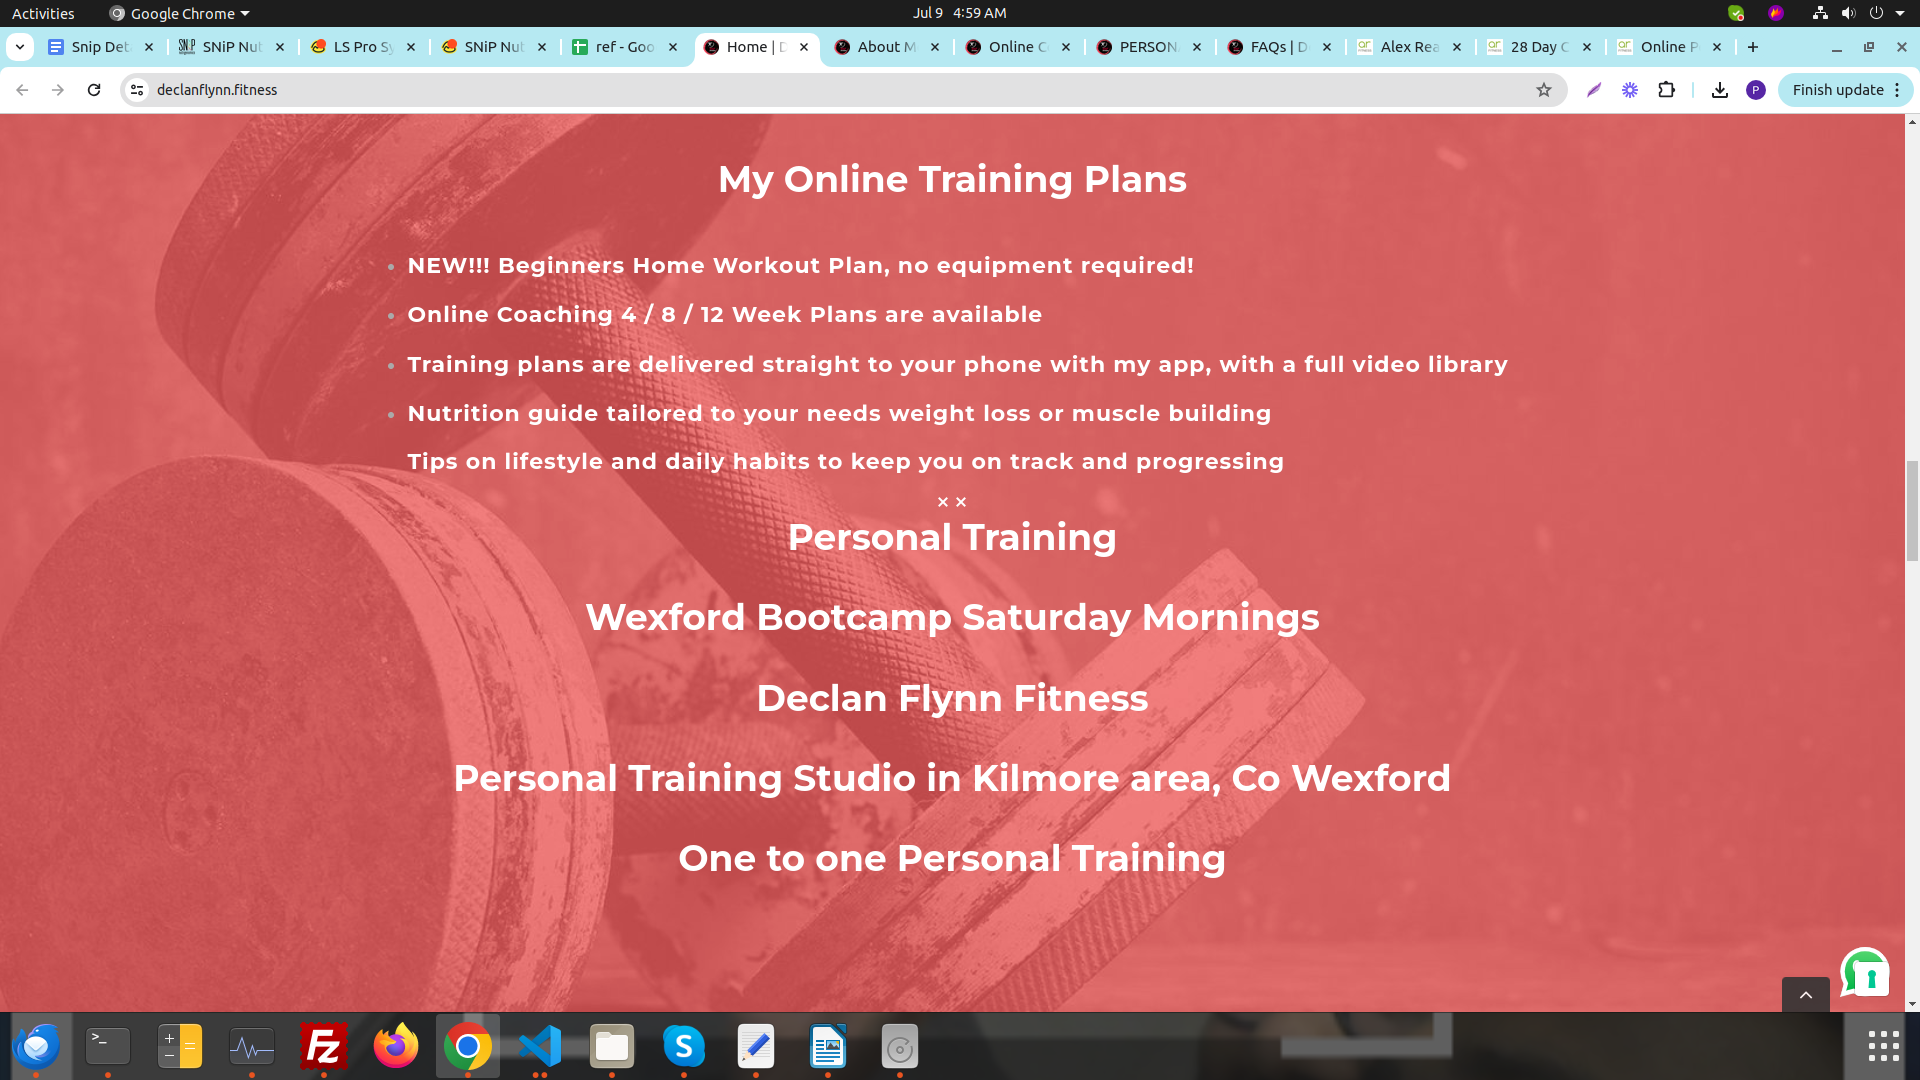 Activities
Google Chrome
Jul 9 4:59 AM
Snip Det
SNiP Nut
LS Pro Sy
SNiP Nut
ref - Goo
Home | D
About M
Online C
PERSONA
FAQs | D
Alex Rea
28 Day C
Online P
declanflynn.fitness
P
Finish update
My Online Training Plans
• NEW!!! Beginners Home Workout Plan, no equipment required!
• Online Coaching 4 / 8 / 12 Week Plans are available
• Training plans are delivered straight to your phone with my app, with a full video library
• Nutrition guide tailored to your needs weight loss or muscle building
Tips on lifestyle and daily habits to keep you on track and progressing
× ×
Personal Training
Wexford Bootcamp Saturday Mornings
Declan Flynn Fitness
Personal Training Studio in Kilmore area, Co Wexford
One to one Personal Training